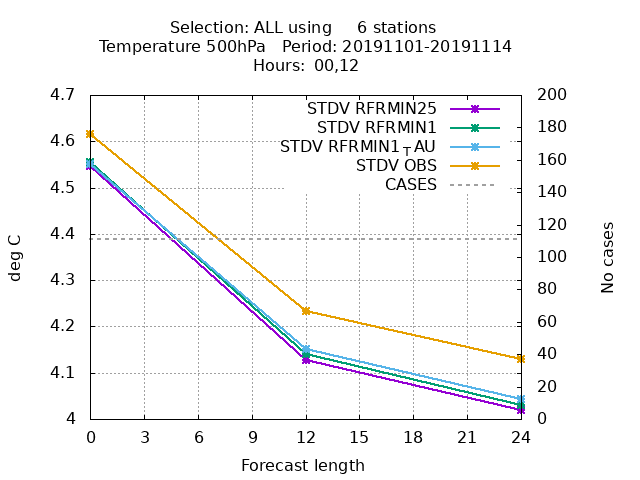 Selection: ALL using     6 stations
Temperature 500hPa   Period: 20191101-20191114
Hours:  00,12
STDV RFRMIN25
STDV RFRMIN1
STDV RFRMIN1┬AU
STDV OBS
CASES
4.7
4.6
4.5
4.4
4.3
4.2
4.1
4
200
180
160
140
120
100
80
60
40
20
0
deg C
No cases
0 3 6 9 12 15 18 21 24
Forecast length